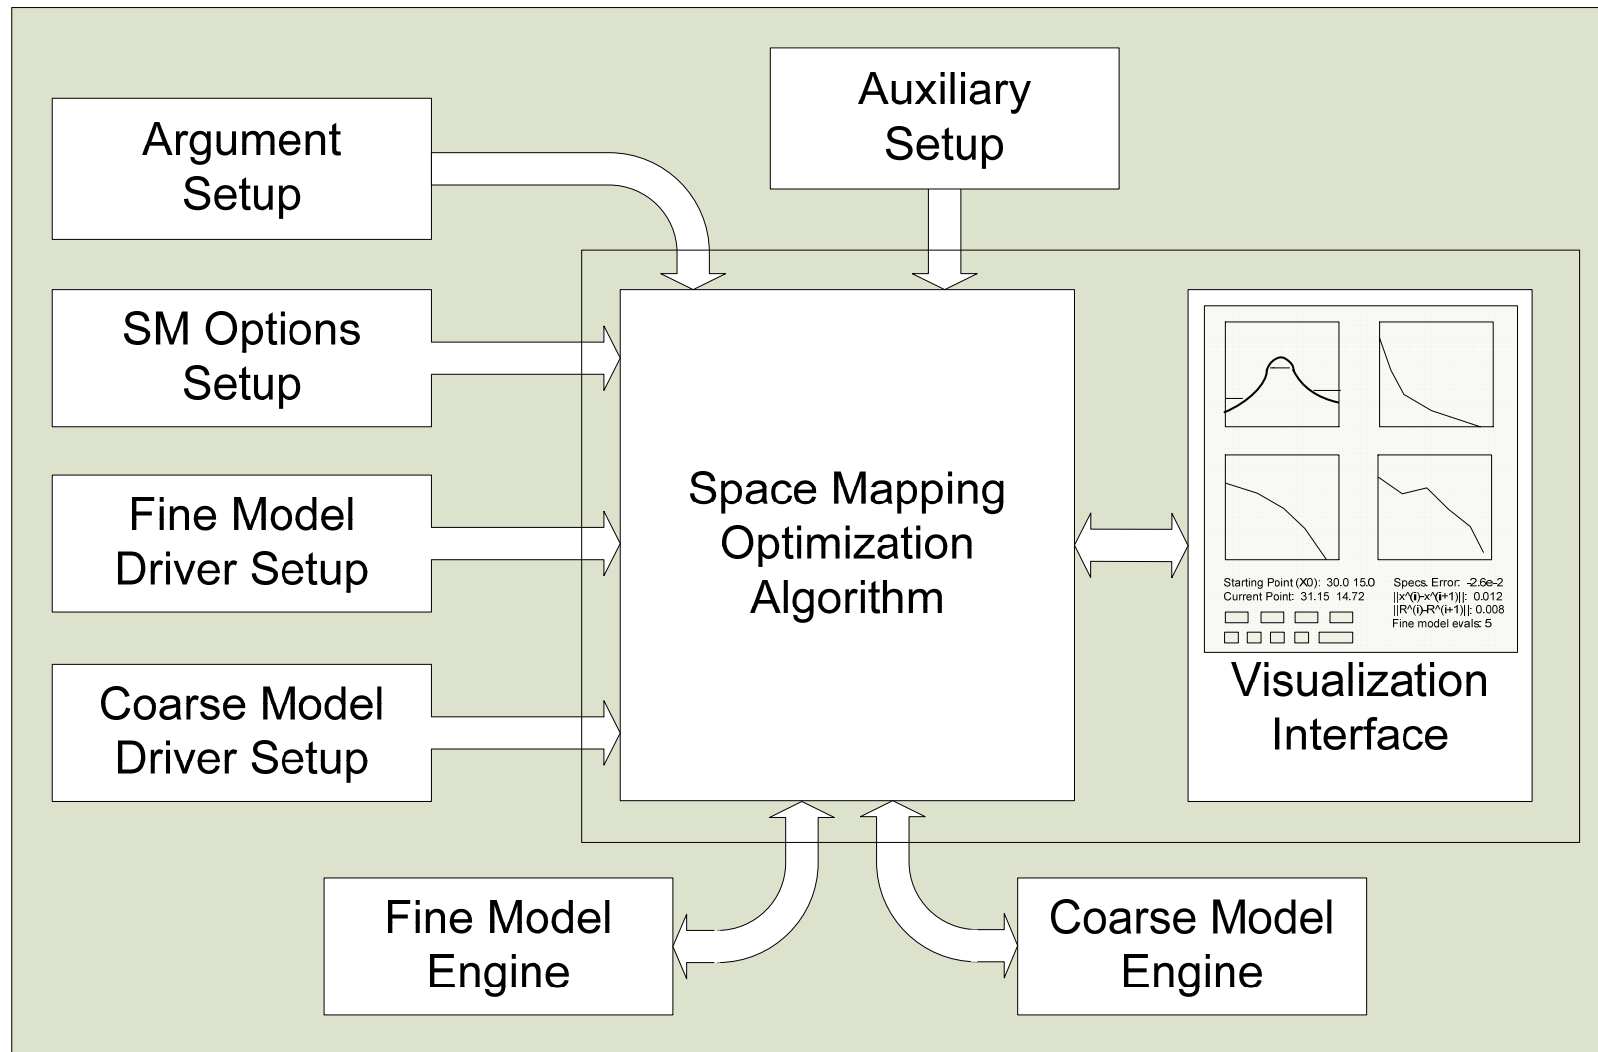 Argument
Setup
Auxiliary
Setup
SM Options
Setup
Fine Model
Driver Setup
Coarse Model
Driver Setup
Space Mapping
Optimization
Algorithm
Starting Point (X0): 30.0 15.0
Current Point: 31.15 14.72
Specs. Error: -2.6e-2
||x^(i)-x^(i+1)||: 0.012
||R^(i)-R^(i+1)||: 0.008
Fine model evals: 5
Visualization
Interface
Fine Model
Engine
Coarse Model
Engine